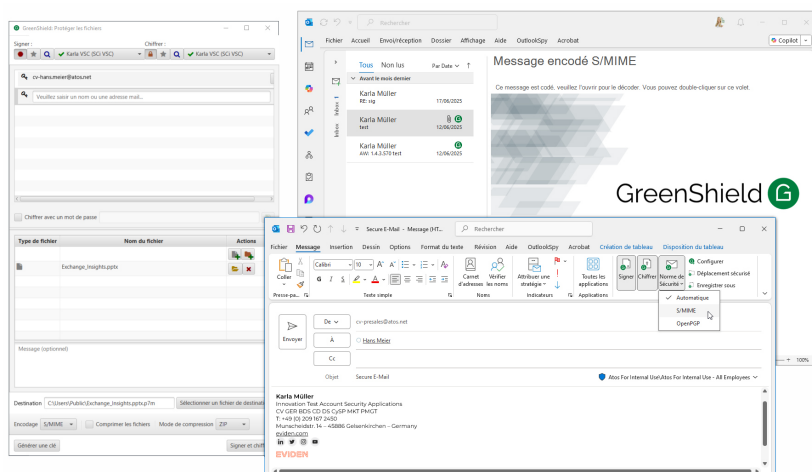 GreenShield: Protéger les fichiers
Signer :
Chiffrer :
Karla VSC (SCI VSC)
Karla VSC (SCI VSC)
cv-hans.meier@atos.net
Veuillez saisir un nom ou une adresse mail...
Chiffrer avec un mot de passe
Type de fichier
Nom du fichier
Actions
Exchange_Insights.pptx
Message (optionnel)
Destination
C:\Users\Public\Exchange_Insights.pptx.p7m
Sélectionner un fichier de destinati
Encodage
S/MIME
Comprimer les fichiers
Mode de compression
ZIP
Générer une clé
Signer et chiff
Rechercher
Fichier Accueil Envoi/réception Dossier Affichage Aide OutlookSpy Acrobat
Copilot
Tous Non lus
Par Date
Avant le mois dernier
Karla Müller
RE: sig
17/06/2025
Karla Müller
test
12/06/2025
Karla Müller
AW: 1.4.3.570 test
12/06/2025
Inbox
Inbox
Message encodé S/MIME
Ce message est codé, veuillez l'ouvrir pour le décoder. Vous pouvez double-cliquer sur ce volet.
GreenShield
100%
Secure E-Mail - Message (HT...
Rechercher
Fichier Message Insertion Dessin Options Format du texte Révision Aide OutlookSpy Acrobat Création de tableau Disposition du tableau
Coller
Calibri
10
G I S
Carnet d'adresses
Vérifier les noms
Attribuer une stratégie
Toutes les applications
Signer
Chiffrer
Norme de Sécurité
Configurer
Déplacement sécurisé
Enregistrer sous
Presse-pa...
Texte simple
Noms
Indicateurs
Applications
Automatique
S/MIME
OpenPGP
Envoyer
De
cv-presales@atos.net
À
Hans Meier
Cc
Objet
Secure E-Mail
Atos For Internal Use\Atos For Internal Use - All Employees
Karla Müller
Innovation Test Account Security Applications
CV GER BDS CD DS CySP MKT PMGT
T: +49 (0) 209 167 2450
Munscheidstr. 14 – 45886 Gelsenkirchen – Germany
eviden.com
EVIDEN